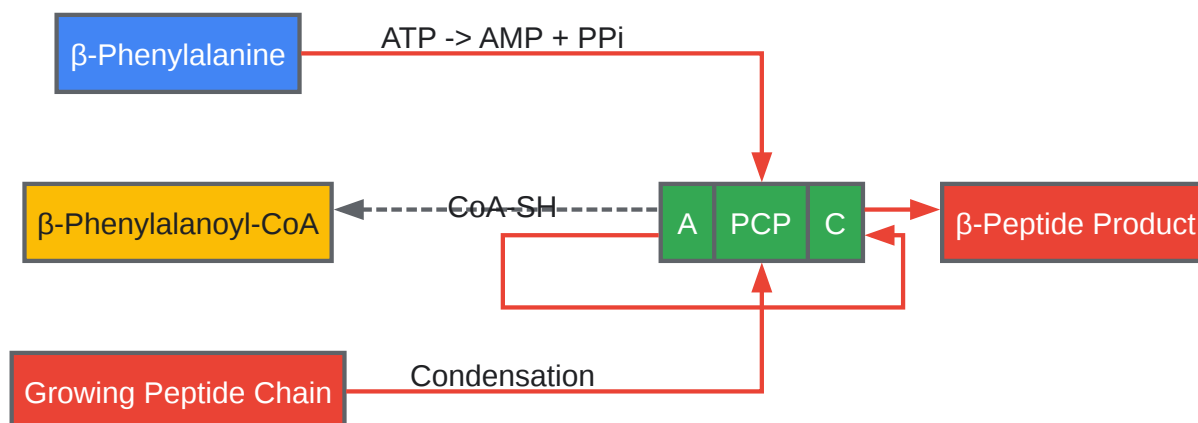 β-Phenylalanine
ATP -> AMP + PPi
β-Phenylalanoyl-CoA
CoA-SH
A
PCP
C
β-Peptide Product
Growing Peptide Chain
Condensation